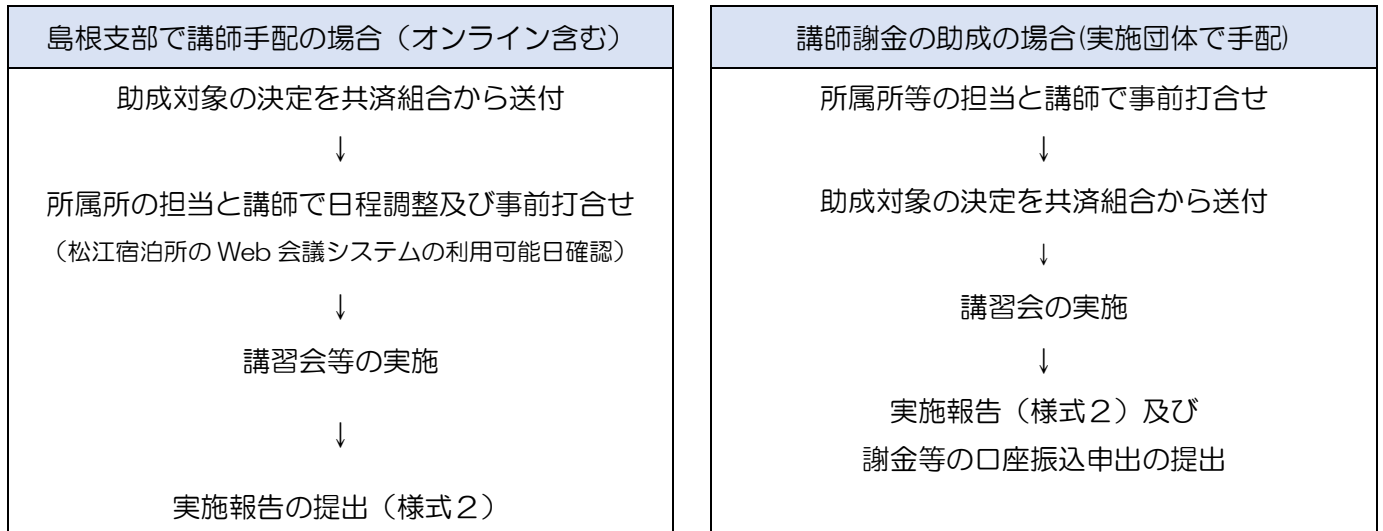 島根支部で講師手配の場合（オンライン含む）
助成対象の決定を共済組合から送付
↓
所属所の担当と講師で日程調整及び事前打合せ
（松江宿泊所の Web 会議システムの利用可能日確認）
↓
講習会等の実施
↓
実施報告の提出（様式２）
講師謝金の助成の場合(実施団体で手配)
所属所等の担当と講師で事前打合せ
↓
助成対象の決定を共済組合から送付
↓
講習会の実施
↓
実施報告（様式２）及び
謝金等の口座振込申出の提出